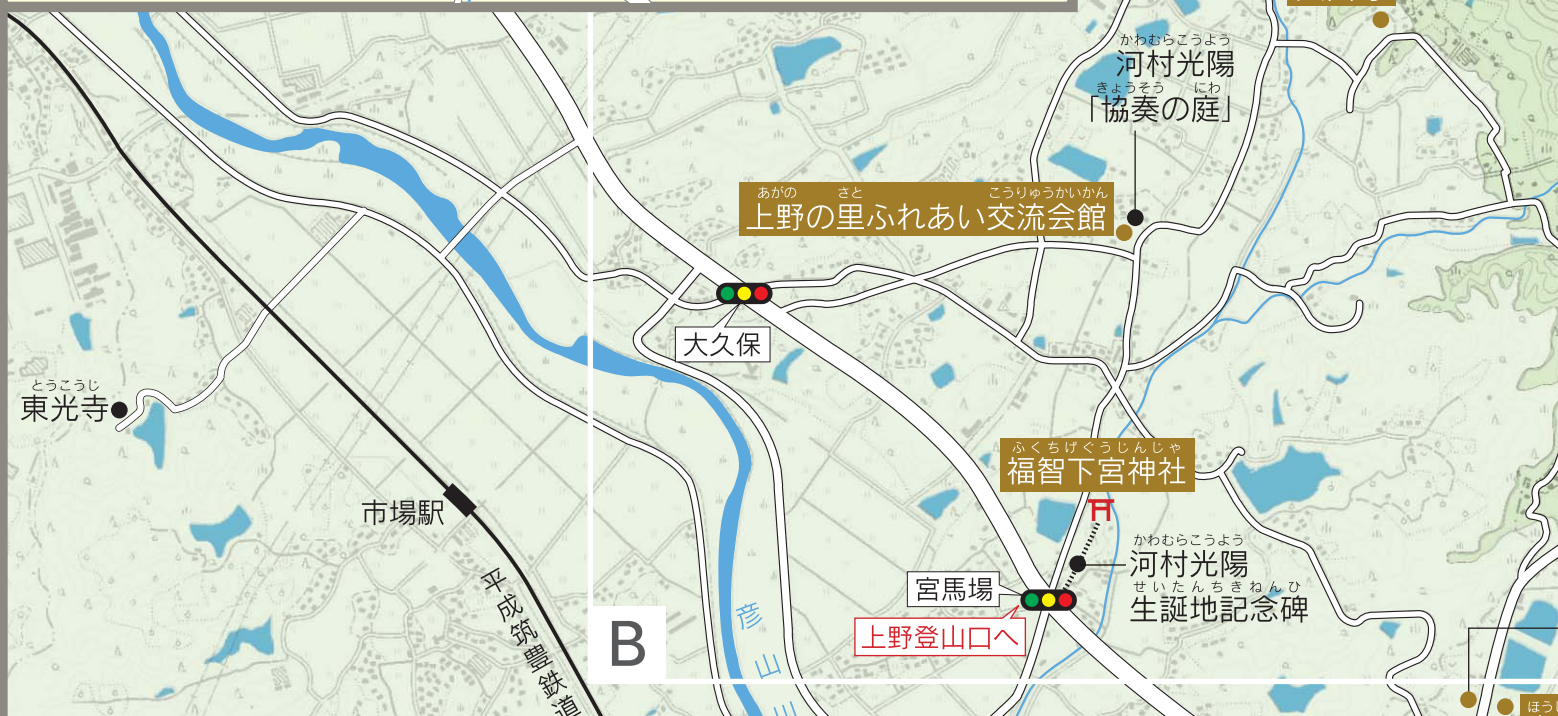 かわむらこうよう
河村光陽
きょうそう にわ
「協奏の庭」
あがの さと こうりゅうかいかん
上野の里ふれあい交流会館
大久保
とうこうじ
東光寺
ふくちげぐうじんじゃ
福智下宮神社
市場駅
かわむらこうよう
河村光陽
せいたんちきねんひ
生誕地記念碑
宮馬場
上野登山口へ
平成筑豊鉄道
彦山川
B